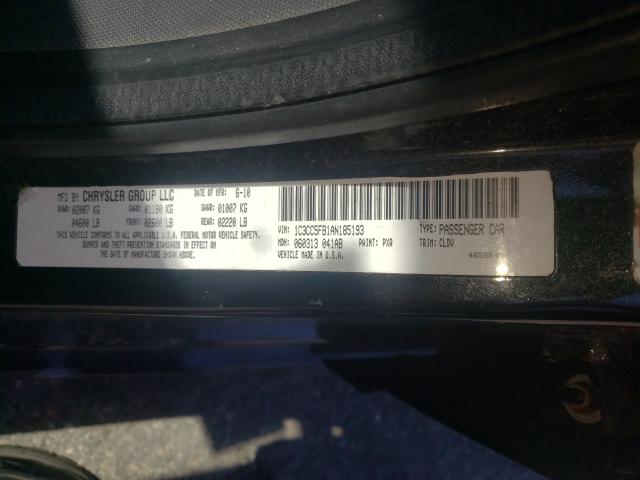 MFD BY CHRYSLER GROUP LLC DATE OF MFR: 6-10
GVWR: 02087 KG GAWR: 01180 KG GAWR: 01007 KG
04600 LB FRONT: 02600 LB REAR: 02220 LB
THIS VEHICLE CONFORMS TO ALL APPLICABLE U.S.A. FEDERAL MOTOR VEHICLE SAFETY,
BUMPER AND THEFT PREVENTION STANDARDS IN EFFECT ON
THE DATE OF MANUFACTURE SHOWN ABOVE.
VIN: 1C3CC5FB1AN185193 TYPE: PASSENGER CAR
MDH: 060313 041AB PAINT: PXR TRIM: CLDV
VEHICLE MADE IN U.S.A.